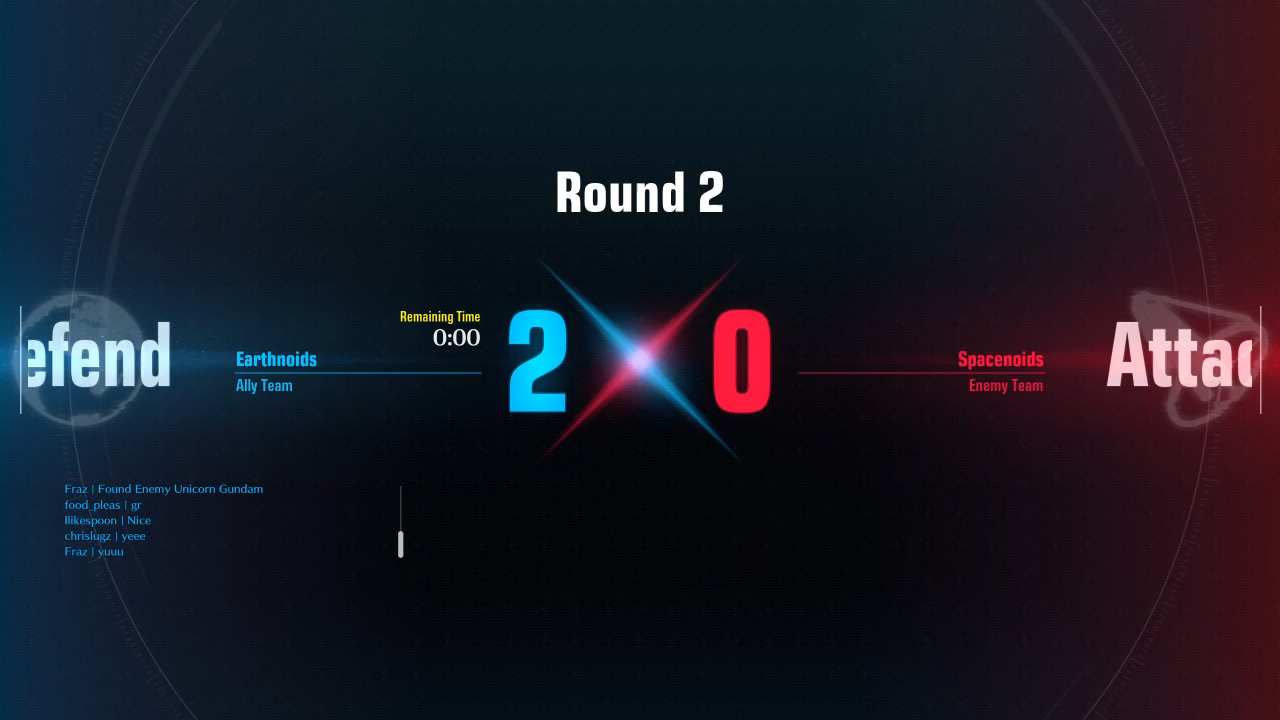 Round 2
Remaining Time
0:00
2
0
efend
Attac
Earthnoids
Ally Team
Spacenoids
Enemy Team
Fraz | Found Enemy Unicorn Gundam
food_pleas | gr
Ilikespoon | Nice
chrislugz | yeee
Fraz | yuuu